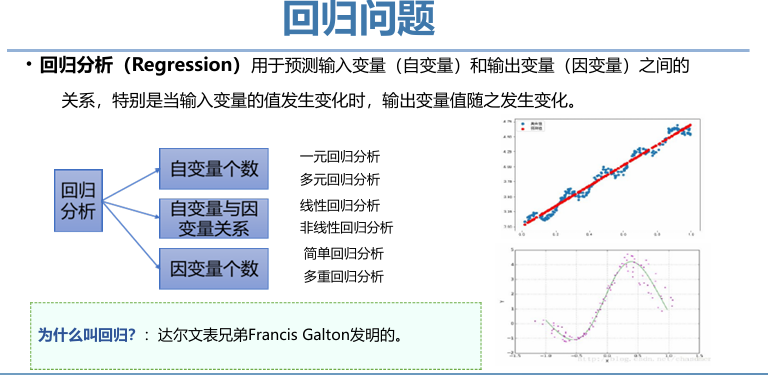 回归问题
• 回归分析（Regression）用于预测输入变量（自变量）和输出变量（因变量）之间的
关系，特别是当输入变量的值发生变化时，输出变量值随之发生变化。
回归
分析
自变量个数
一元回归分析
多元回归分析
自变量与因
变量关系
线性回归分析
非线性回归分析
因变量个数
简单回归分析
多重回归分析
为什么叫回归？：达尔文表兄弟Francis Galton发明的。